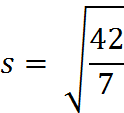 s = √(42/7)